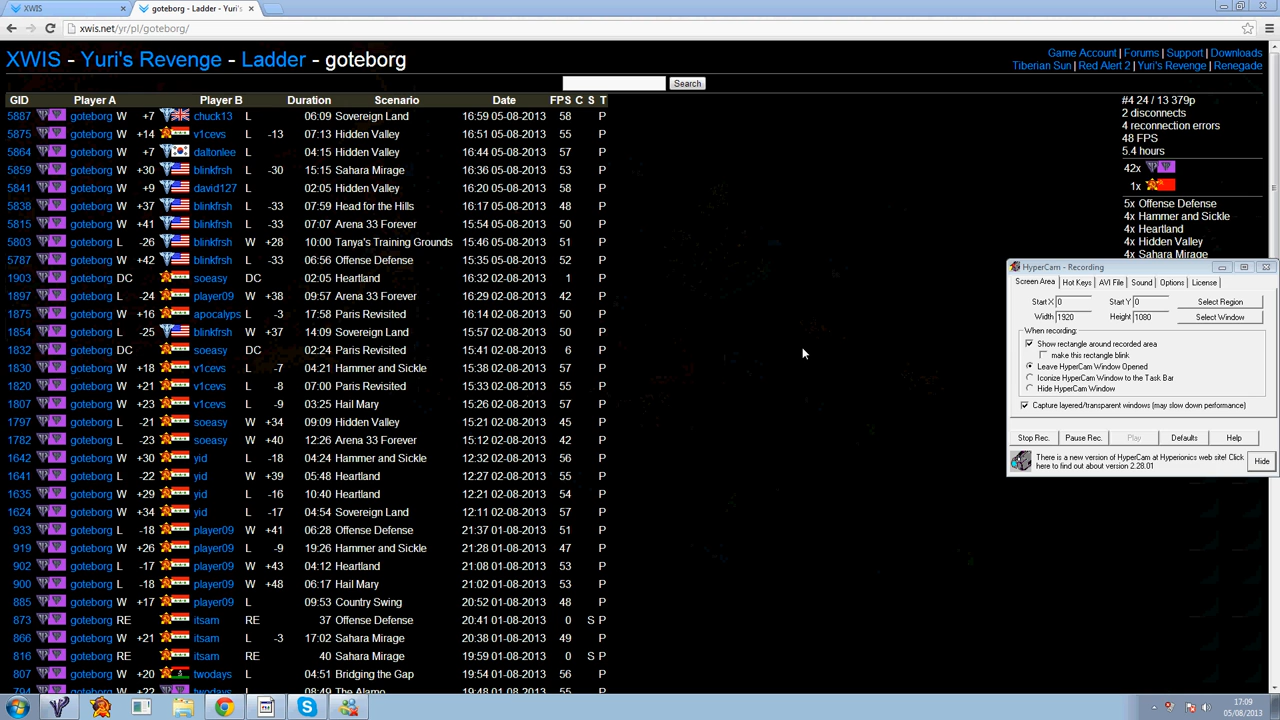 XWIS
goteborg - Ladder - Yuri's
xwis.net/yr/pl/goteborg/
XWIS - Yuri's Revenge - Ladder - goteborg
Game Account | Forums | Support | Downloads
Tiberian Sun | Red Alert 2 | Yuri's Revenge | Renegade
Search
GID Player A Player B Duration Scenario Date FPS C S T
5887 goteborg W +7 chuck13 L 06:09 Sovereign Land 16:59 05-08-2013 58 P
5875 goteborg W +14 v1cevs L -13 07:13 Hidden Valley 16:51 05-08-2013 55 P
5864 goteborg W +7 daltonlee L 04:15 Hidden Valley 16:44 05-08-2013 57 P
5859 goteborg W +30 blinkfrsh L -30 15:15 Sahara Mirage 16:36 05-08-2013 53 P
5841 goteborg W +9 david127 L 02:05 Hidden Valley 16:20 05-08-2013 58 P
5838 goteborg W +37 blinkfrsh L -33 07:59 Head for the Hills 16:17 05-08-2013 48 P
5815 goteborg W +41 blinkfrsh L -33 07:07 Arena 33 Forever 15:54 05-08-2013 50 P
5803 goteborg L -26 blinkfrsh W +28 10:00 Tanya's Training Grounds 15:46 05-08-2013 51 P
5787 goteborg W +42 blinkfrsh L -33 06:56 Offense Defense 15:35 05-08-2013 52 P
1903 goteborg DC soeasy DC 02:05 Heartland 16:32 02-08-2013 1 P
1897 goteborg L -24 player09 W +38 09:57 Arena 33 Forever 16:29 02-08-2013 42 P
1875 goteborg W +16 apocalyps L -3 17:58 Paris Revisited 16:17 02-08-2013 50 P
1854 goteborg L -25 blinkfrsh W +37 14:09 Sovereign Land 15:57 02-08-2013 50 P
1832 goteborg DC soeasy DC 02:24 Paris Revisited 15:41 02-08-2013 6 P
1830 goteborg W +18 v1cevs L -7 04:21 Hammer and Sickle 15:38 02-08-2013 57 P
1820 goteborg W +21 v1cevs L -8 07:00 Paris Revisited 15:33 02-08-2013 55 P
1807 goteborg W +23 v1cevs L -9 03:25 Hail Mary 15:26 02-08-2013 57 P
1797 goteborg L -21 soeasy W +34 09:09 Hidden Valley 15:21 02-08-2013 45 P
1782 goteborg L -23 soeasy W +40 12:26 Arena 33 Forever 15:12 02-08-2013 42 P
1642 goteborg W +30 yid L -18 04:24 Hammer and Sickle 12:32 02-08-2013 56 P
1641 goteborg L -22 yid W +39 05:48 Heartland 12:27 02-08-2013 55 P
1635 goteborg W +29 yid L -16 10:40 Heartland 12:21 02-08-2013 54 P
1624 goteborg W +34 yid L -17 04:54 Sovereign Land 12:11 02-08-2013 57 P
933 goteborg L -18 player09 W +41 06:28 Offense Defense 21:37 01-08-2013 51 P
919 goteborg W +26 player09 L -9 19:26 Hammer and Sickle 21:28 01-08-2013 47 P
902 goteborg L -17 player09 W +43 04:12 Heartland 21:08 01-08-2013 53 P
900 goteborg L -18 player09 W +48 06:17 Hail Mary 21:02 01-08-2013 53 P
885 goteborg W +17 player09 L 09:53 Country Swing 20:52 01-08-2013 48 P
873 goteborg RE itsam RE 37 Offense Defense 20:41 01-08-2013 0 S P
866 goteborg W +21 itsam L -3 17:02 Sahara Mirage 20:38 01-08-2013 49 P
816 goteborg RE itsam RE 40 Sahara Mirage 19:59 01-08-2013 0 S P
807 goteborg W +20 twodays L 04:51 Bridging the Gap 19:54 01-08-2013 56 P
794 goteborg W +22 twodays L 08:49 The Alamo 19:48 01-08-2013 55 P
#4 24 / 13 379p
2 disconnects
4 reconnection errors
48 FPS
5.4 hours
42x
1x
5x Offense Defense
4x Hammer and Sickle
4x Heartland
4x Hidden Valley
4x Sahara Mirage
HyperCam - Recording
Screen Area Hot Keys AVI File Sound Options License
Start X 0 Start Y 0 Select Region
Width 1920 Height 1080 Select Window
When recording:
Show rectangle around recorded area
make this rectangle blink
Leave HyperCam Window Opened
Iconize HyperCam Window to the Task Bar
Hide HyperCam Window
Capture layered/transparent windows (may slow down performance)
Stop Rec. Pause Rec. Play Defaults Help
There is a new version of HyperCam at Hyperionics web site! Click
here to find out about version 2.28.01
Hide
17:09
05/08/2013